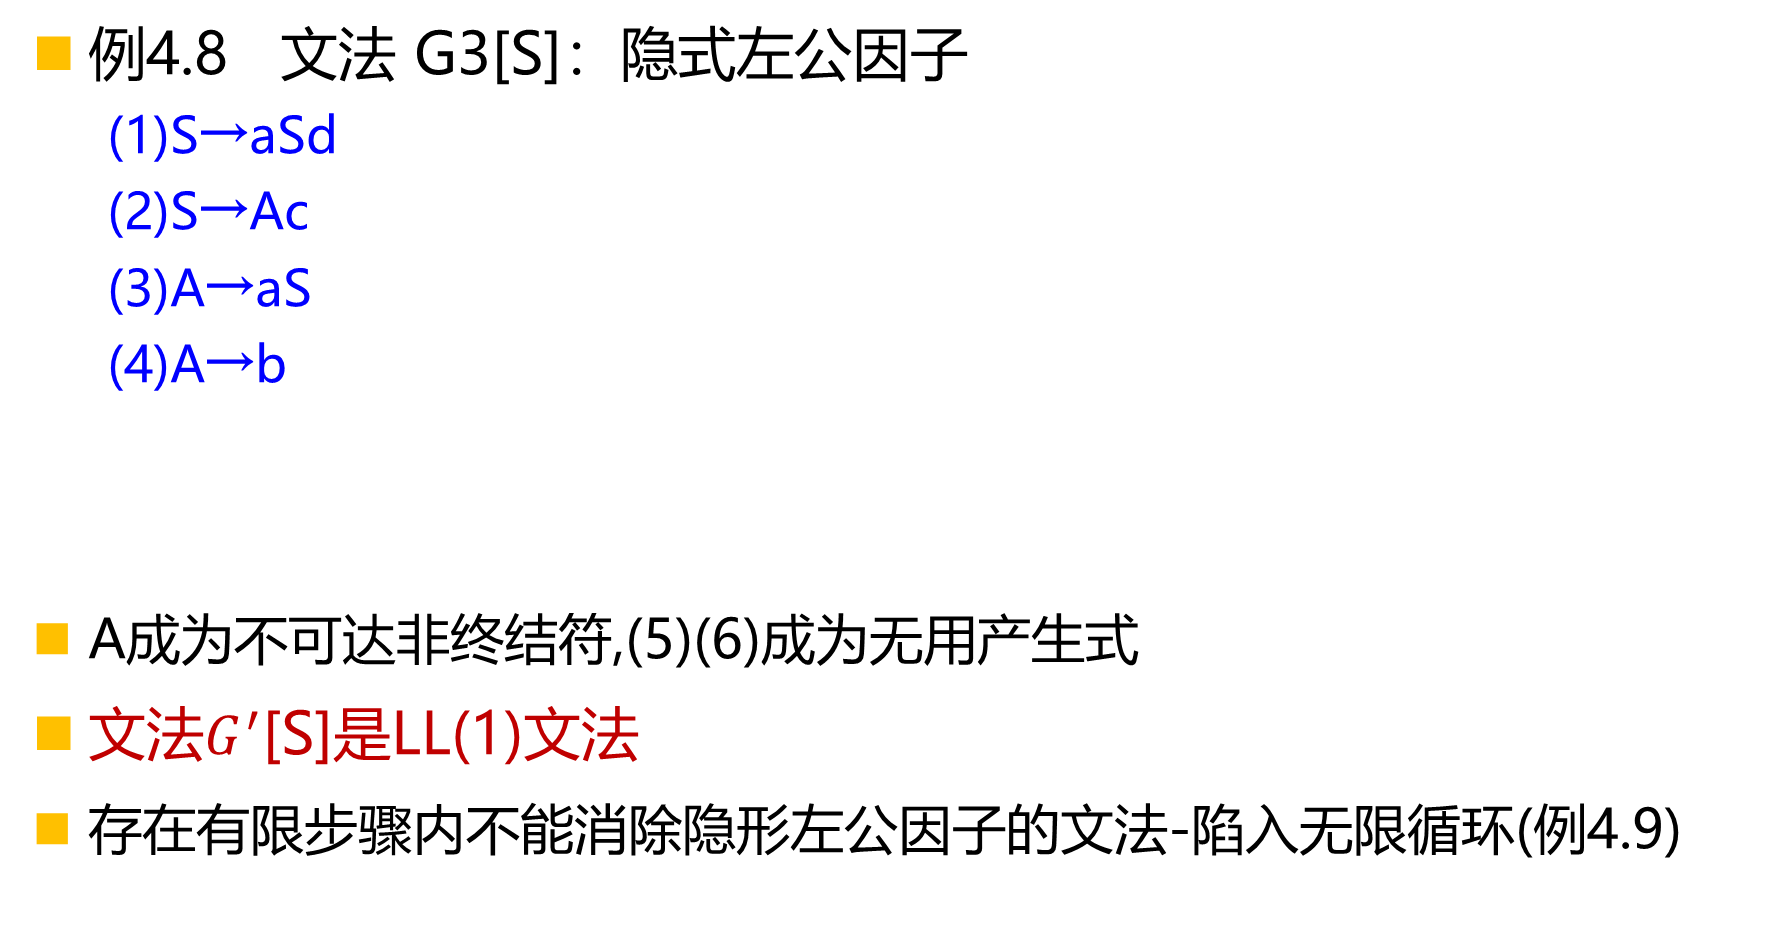 例4.8 文法 G3[S]：隐式左公因子
(1)S→aSd
(2)S→Ac
(3)A→aS
(4)A→b
A成为不可达非终结符,(5)(6)成为无用产生式
文法G′[S]是LL(1)文法
存在有限步骤内不能消除隐形左公因子的文法-陷入无限循环(例4.9)